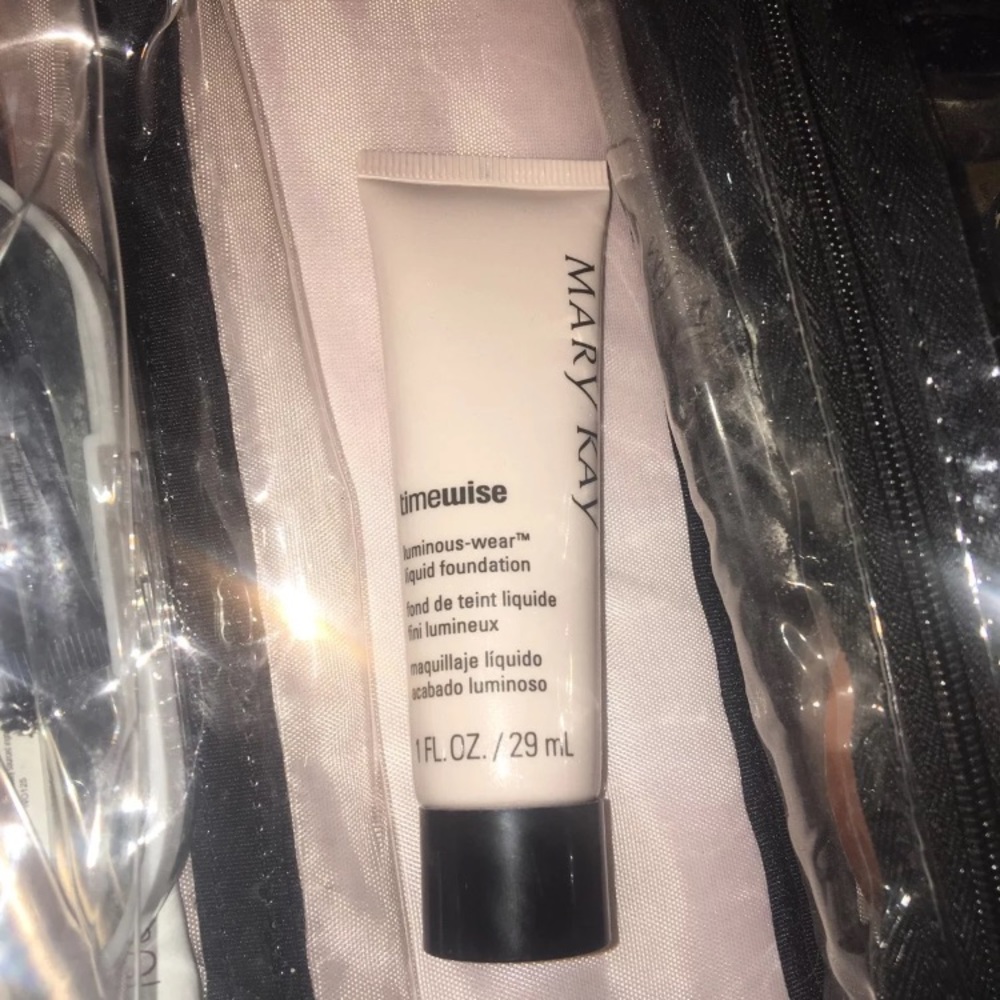 MARY KAY
timewise
luminous-wear™
liquid foundation
fond de teint liquide
fini lumineux
maquillaje líquido
acabado luminoso
1 FL. OZ. / 29 mL